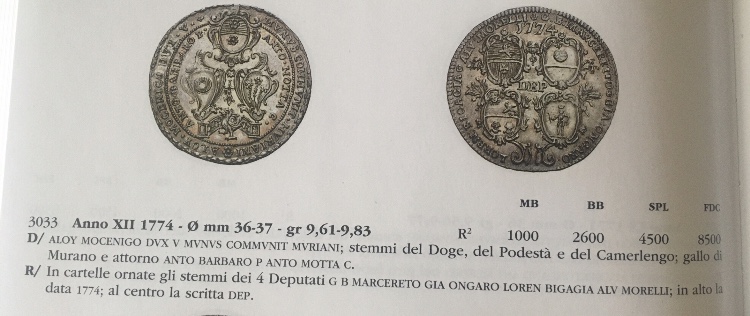 1774
DEP
MB BB SPL FDC
3033 Anno XII 1774 - Ø mm 36-37 - gr 9,61-9,83 R² 1000 2600 4500 8500
D/ ALOY MOCENIGO DVX V MVNVS COMMVNIT MVRIANI; stemmi del Doge, del Podestà e del Camerlengo; gallo di
Murano e attorno ANTO BARBARO P ANTO MOTTA C.
R/ In cartelle ornate gli stemmi dei 4 Deputati G B MARCERETO GIA ONGARO LOREN BIGAGIA ALV MORELLI; in alto la
data 1774; al centro la scritta DEP.